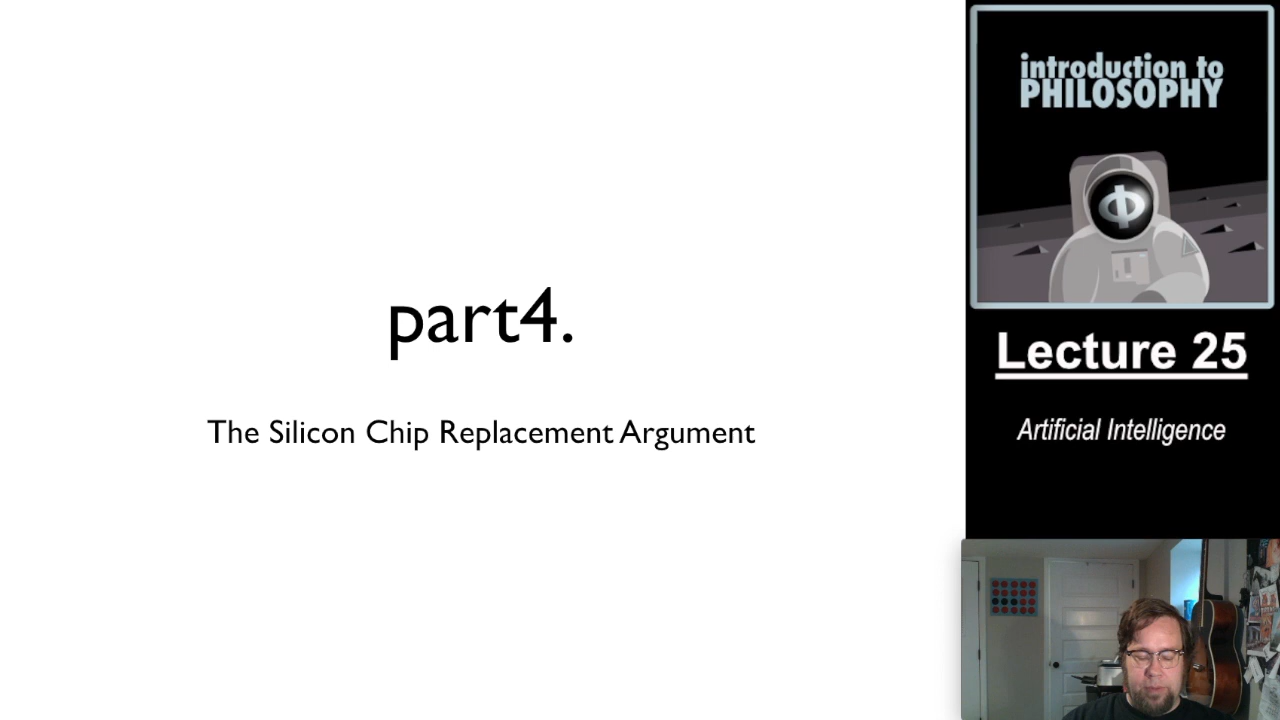 part4.
The Silicon Chip Replacement Argument
introduction to
PHILOSOPHY
Φ
Lecture 25
Artificial Intelligence